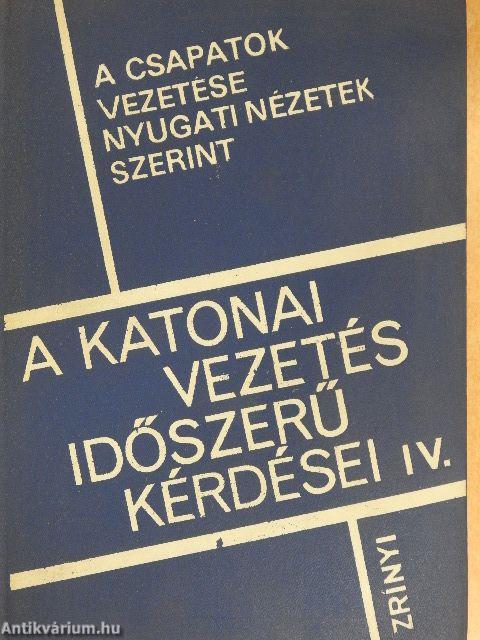 A CSAPATOK
VEZETÉSE
NYUGATI NÉZETEK
SZERINT
A KATONAI
VEZETÉS
IDŐSZERŰ
KÉRDÉSEI IV.
ZRÍNYI
Antikvárium.hu